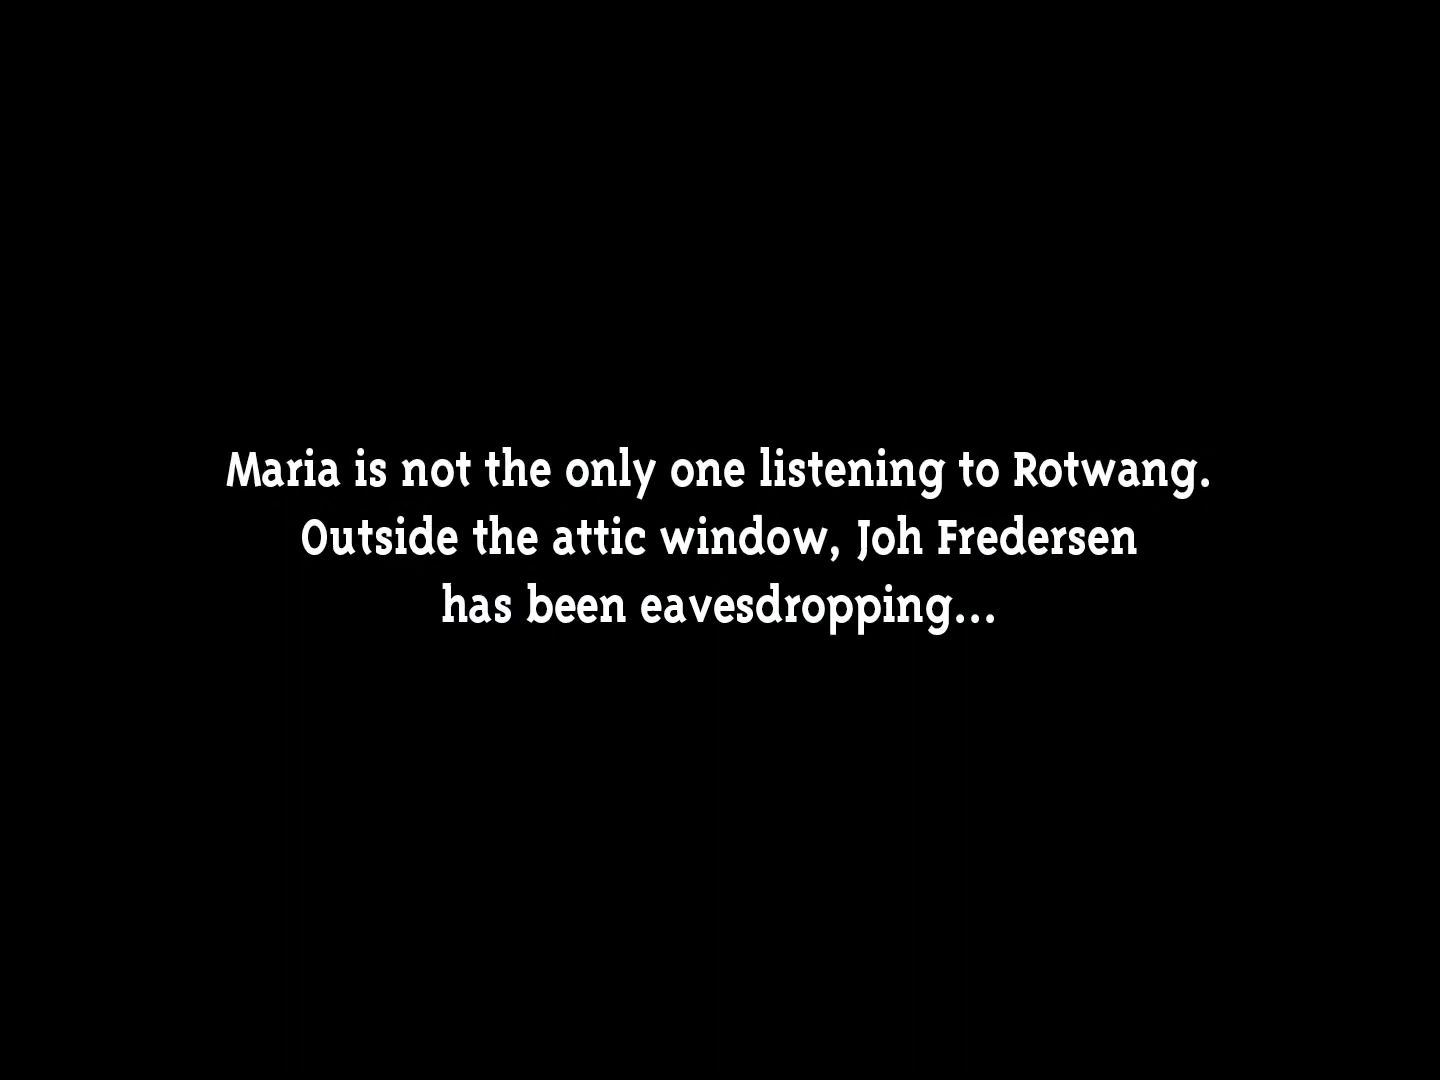 Maria is not the only one listening to Rotwang.
Outside the attic window, Joh Fredersen
has been eavesdropping...